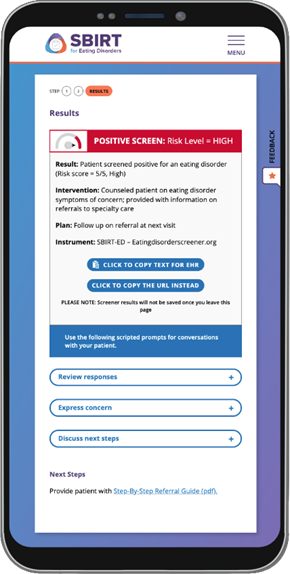 SBIRT
for Eating Disorders
MENU
STEP 1 2 RESULTS
Results
FEEDBACK
POSITIVE SCREEN: Risk Level = HIGH
Result: Patient screened positive for an eating disorder
(Risk score = 5/5, High)
Intervention: Counseled patient on eating disorder
symptoms of concern; provided with information on
referrals to specialty care
Plan: Follow up on referral at next visit
Instrument: SBIRT-ED – Eatingdisorderscreener.org
CLICK TO COPY TEXT FOR EHR
CLICK TO COPY THE URL INSTEAD
PLEASE NOTE: Screener results will not be saved once you leave this
page
Use the following scripted prompts for conversations
with your patient.
Review responses +
Express concern +
Discuss next steps +
Next Steps
Provide patient with Step-By-Step Referral Guide (pdf).